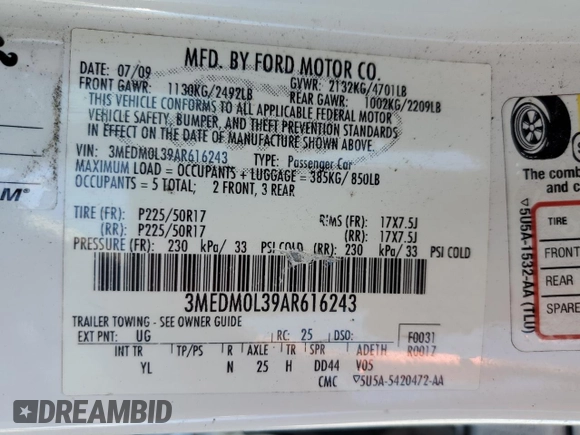 MFD. BY FORD MOTOR CO.
DATE: 07/09
GVWR: 2132KG/4701LB
FRONT GAWR: 1130KG/2492LB
REAR GAWR: 1002KG/2209LB
THIS VEHICLE CONFORMS TO ALL APPLICABLE FEDERAL MOTOR
VEHICLE SAFETY, BUMPER, AND THEFT PREVENTION STANDARDS
IN EFFECT ON THE DATE OF MANUFACTURE SHOWN ABOVE.
VIN: 3MEDM0L39AR616243 TYPE: Passenger Car
MAXIMUM LOAD = OCCUPANTS + LUGGAGE = 385KG/850LB
OCCUPANTS = 5 TOTAL; 2 FRONT, 3 REAR
TIRE (FR): P225/50R17 RIMS (FR): 17X7.5J
(RR): P225/50R17 (RR): 17X7.5J
PRESSURE (FR): 230 kPa/ 33 PSI COLD (RR): 230 kPa/ 33 PSI COLD
3MEDM0L39AR616243
TRAILER TOWING - SEE OWNER GUIDE
EXT PNT: UG RC: 25 DSO: F0031
R0017
INT TR TP/PS R AXLE TR SPR ADETH
YL N 25 H DD44 V05
CMC ▽5U5A-5420472-AA
The comb
and c
TIRE
FRONT
REAR
SPARE
▽5U5A-1532-AA (TLU)
M
DREAMBID